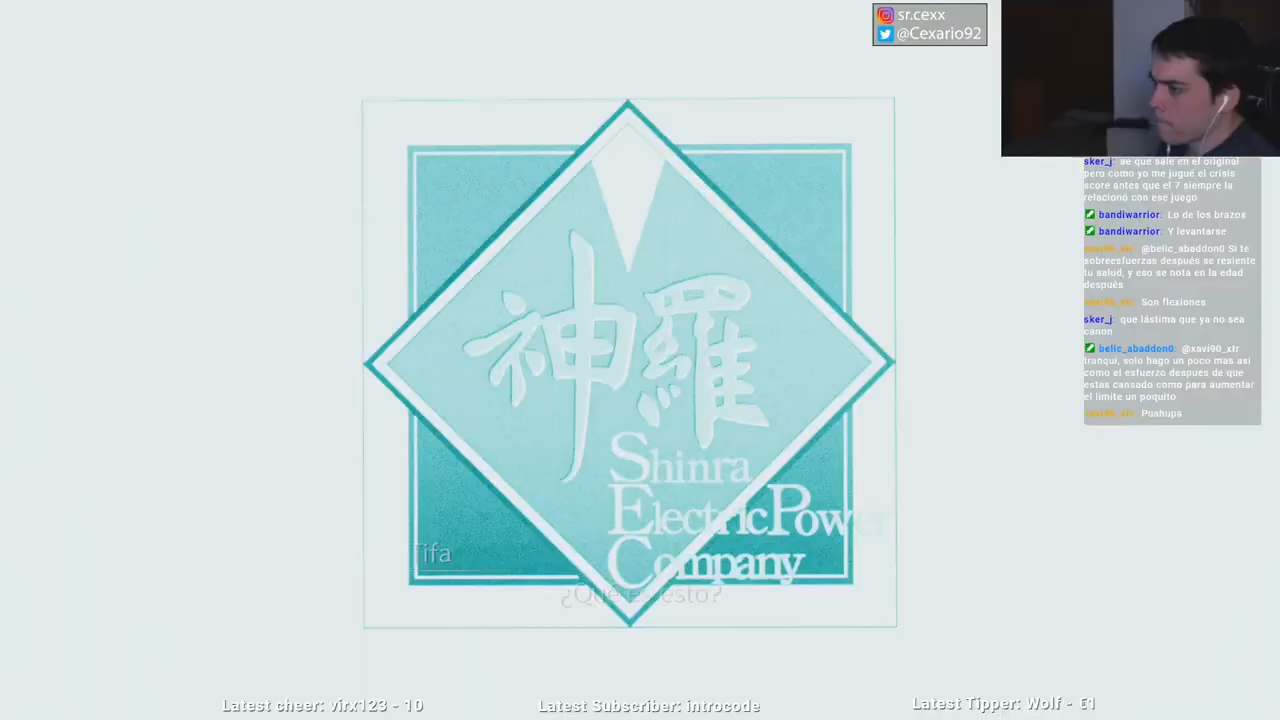 sr.cexx
@Cexario92
sker_j: se que sale en el original
pero como yo me jugué el crisis
score antes que el 7 siempre la
relaciono con ese juego
bandiwarrior: Lo de los brazos
bandiwarrior: Y levantarse
xavi90_xtr: @belic_abaddon0 Si te
sobreesfuerzas después se resiente
tu salud, y eso se nota en la edad
después
xavi90_xtr: Son flexiones
sker_j: que lástima que ya no sea
canon
belic_abaddon0: @xavi90_xtr
tranqui, solo hago un poco mas asi
como el esfuerzo despues de que
estas cansado como para aumentar
el limite un poquito
xavi90_xtr: Pushups
神羅
Shinra
Electric Power
Company
Tifa
¿Qué es esto?
Latest cheer: virx123 - 10
Latest Subscriber: introcode
Latest Tipper: Wolf - €1